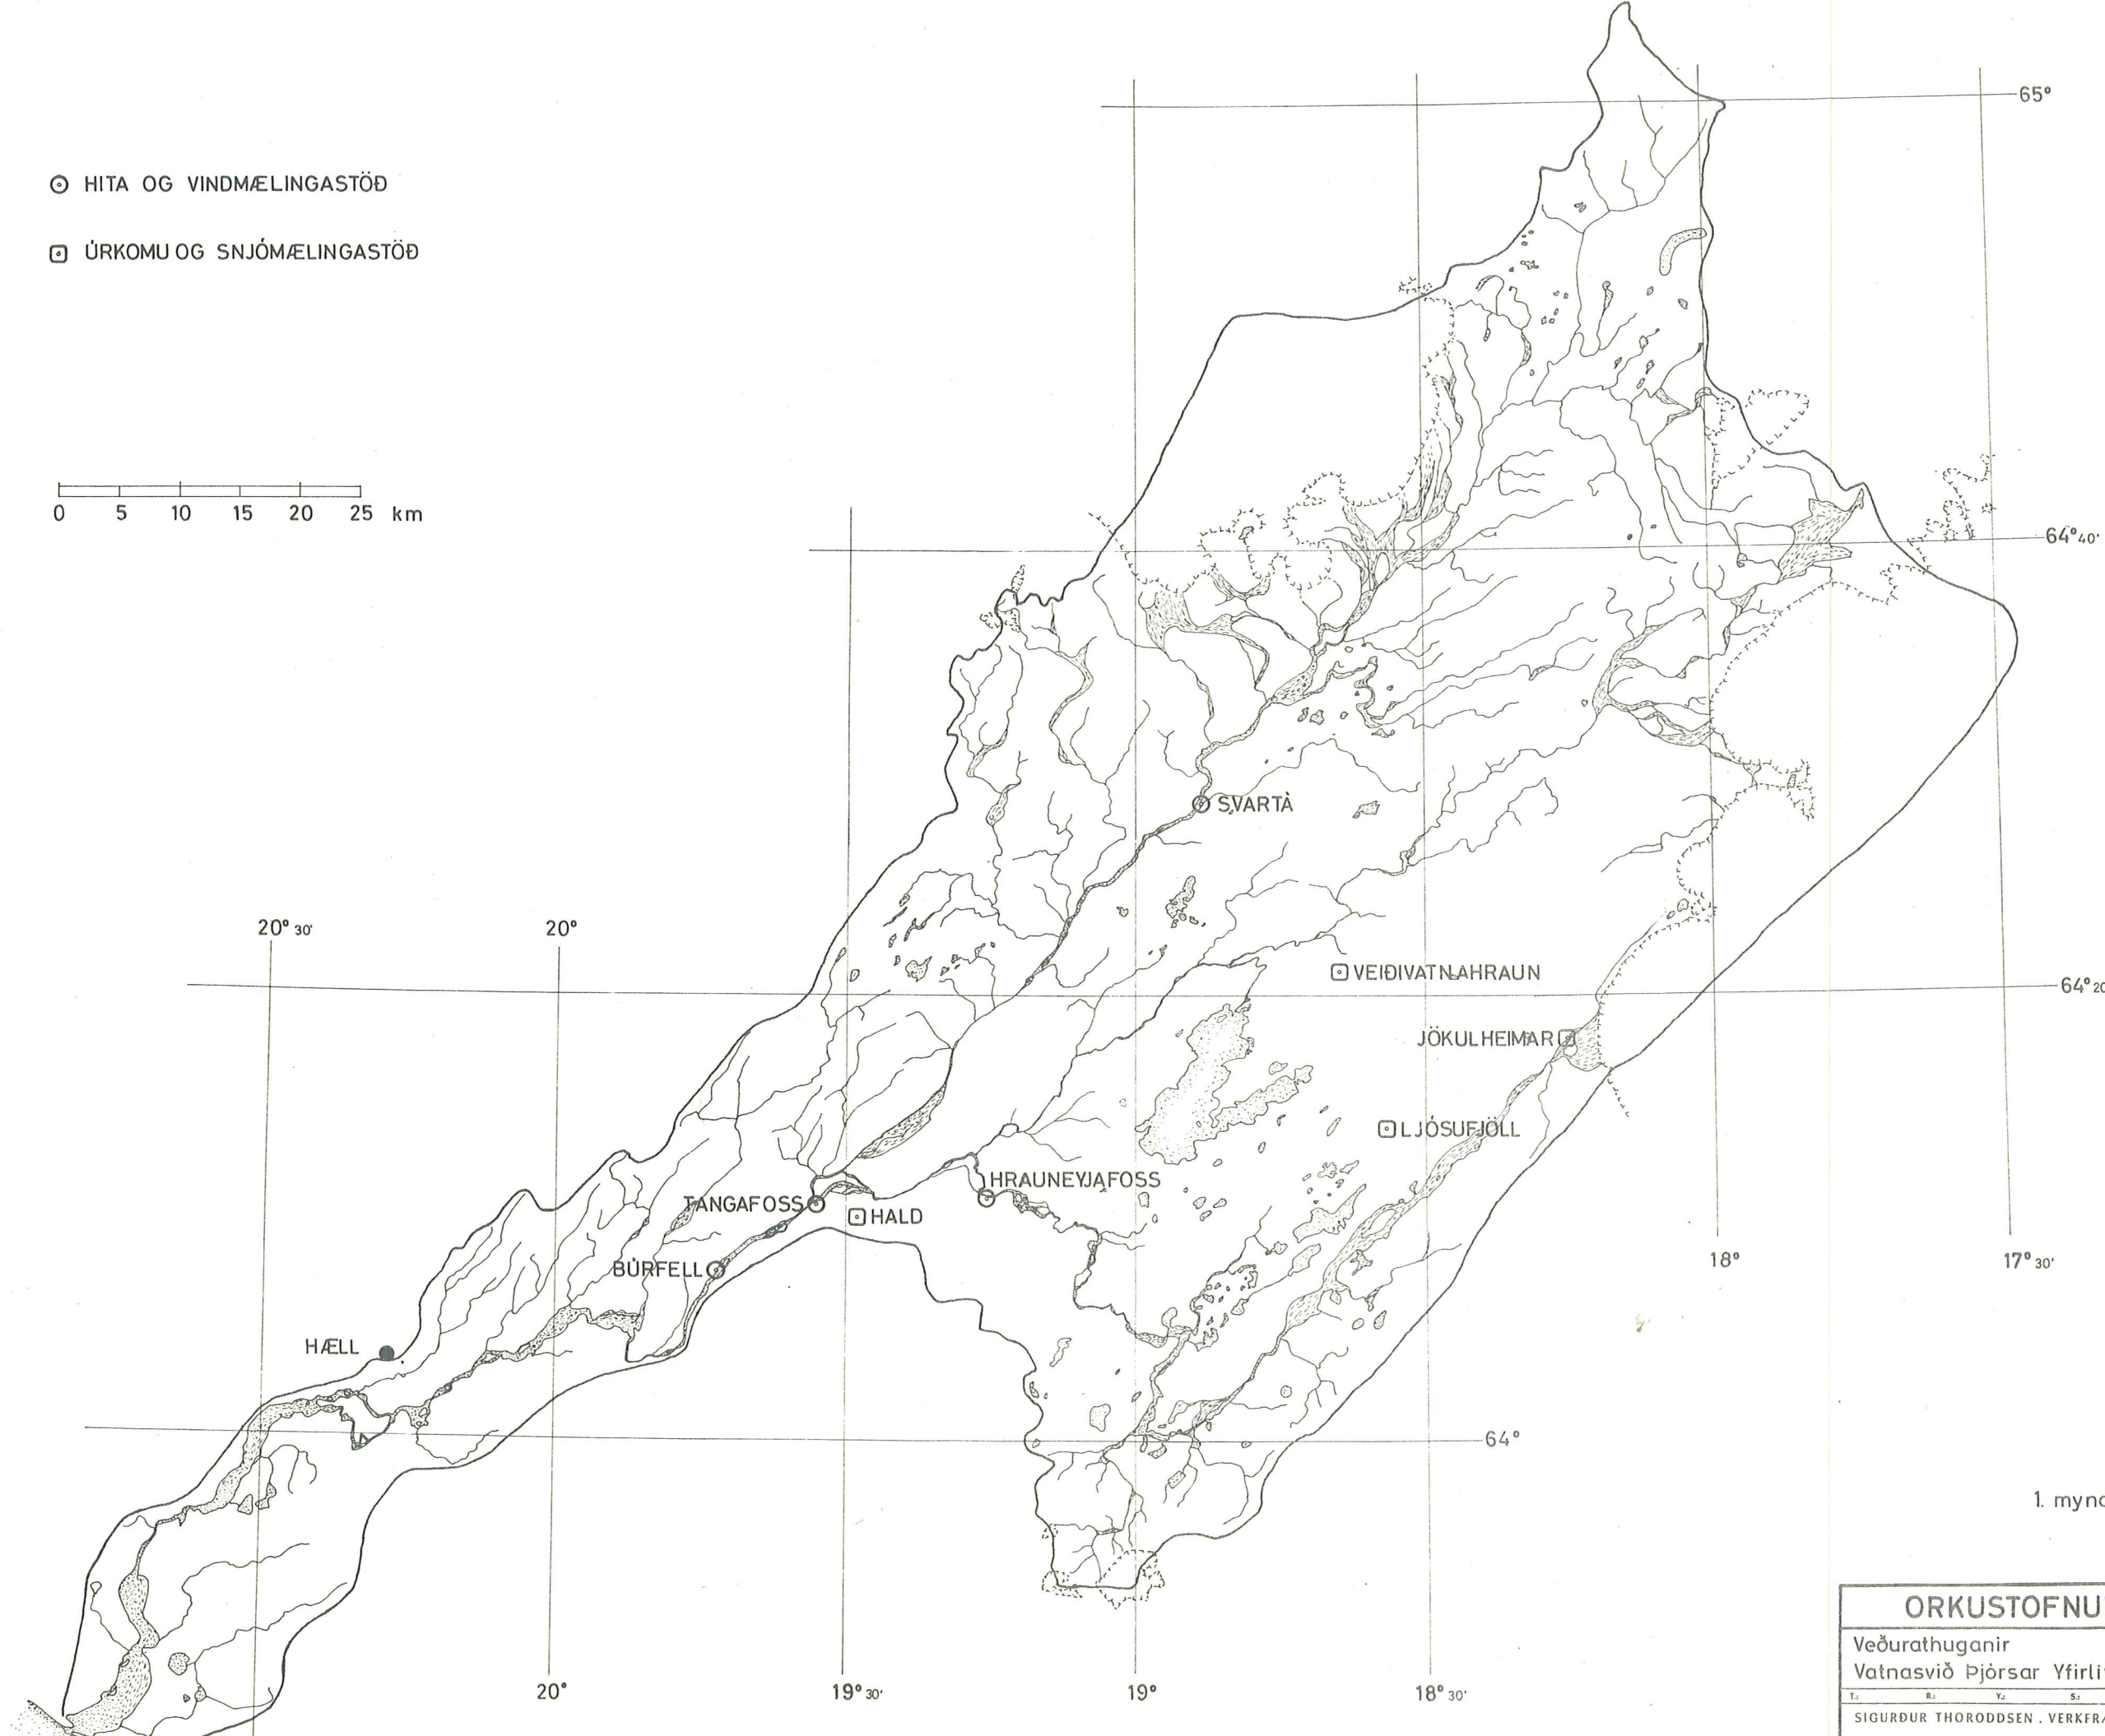 65°
⊙ HITA OG VINDMÆLINGASTÖÐ
ÚRKOMU OG SNJÓMÆLINGASTÖÐ
0 5 10 15 20 25 km
64° 40'
SVARTÀ
20° 30'
20°
VEIÐIVATNAHRAUN
64° 20
JÖKULHEIMAR
LJÓSUFJÖLL
HRAUNEYJAFOSS
TANGAFOSS
HALD
BÚRFELL
18°
17° 30'
HÆLL
64°
1. mynd
ORKUSTOFNU
Veðurathuganir
Vatnasvið Þjórsar Yfirli
T.: R.: Y.: S.:
SIGURÐUR THORODDSEN . VERKFR
20°
19° 30'
19°
18° 30'